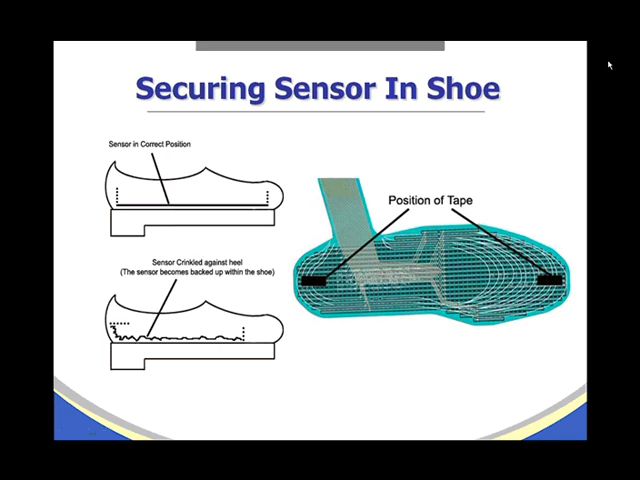 Securing Sensor In Shoe
Sensor in Correct Position
Position of Tape
Sensor Crinkled against heel
(The sensor becomes backed up within the shoe)